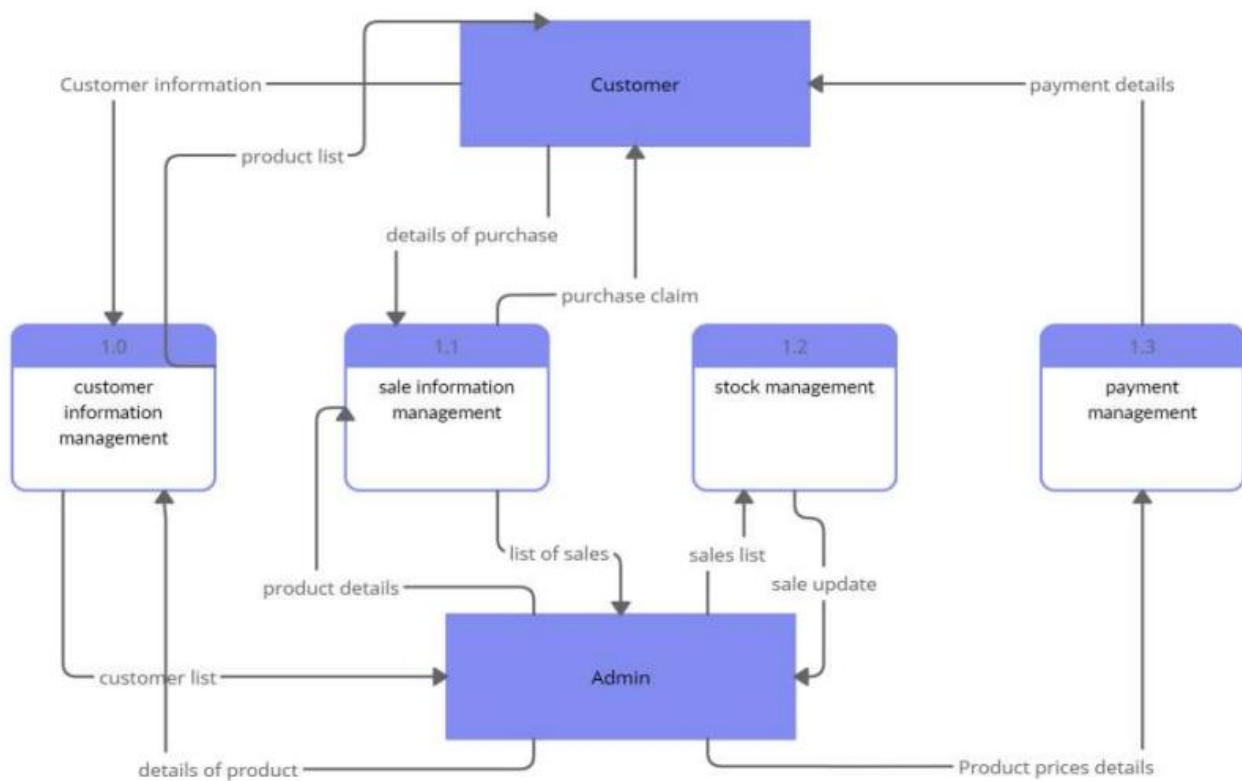 Customer
Customer information
payment details
product list
details of purchase
purchase claim
1.0
customer
information
management
1.1
sale information
management
1.2
stock management
1.3
payment
management
list of sales
sales list
product details
sale update
customer list
Admin
details of product
Product prices details